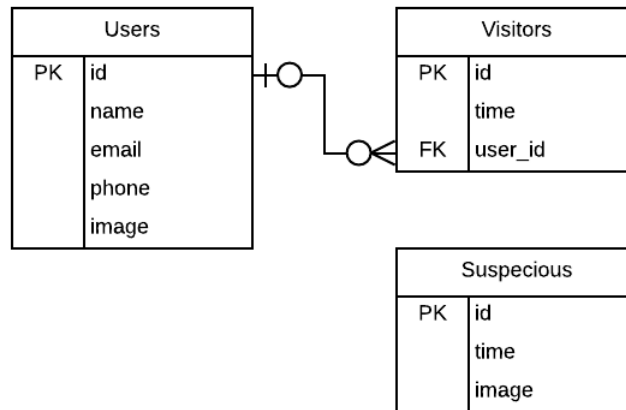 Users
PK id
name
email
phone
image
Visitors
PK id
time
FK user_id
Suspecious
PK id
time
image